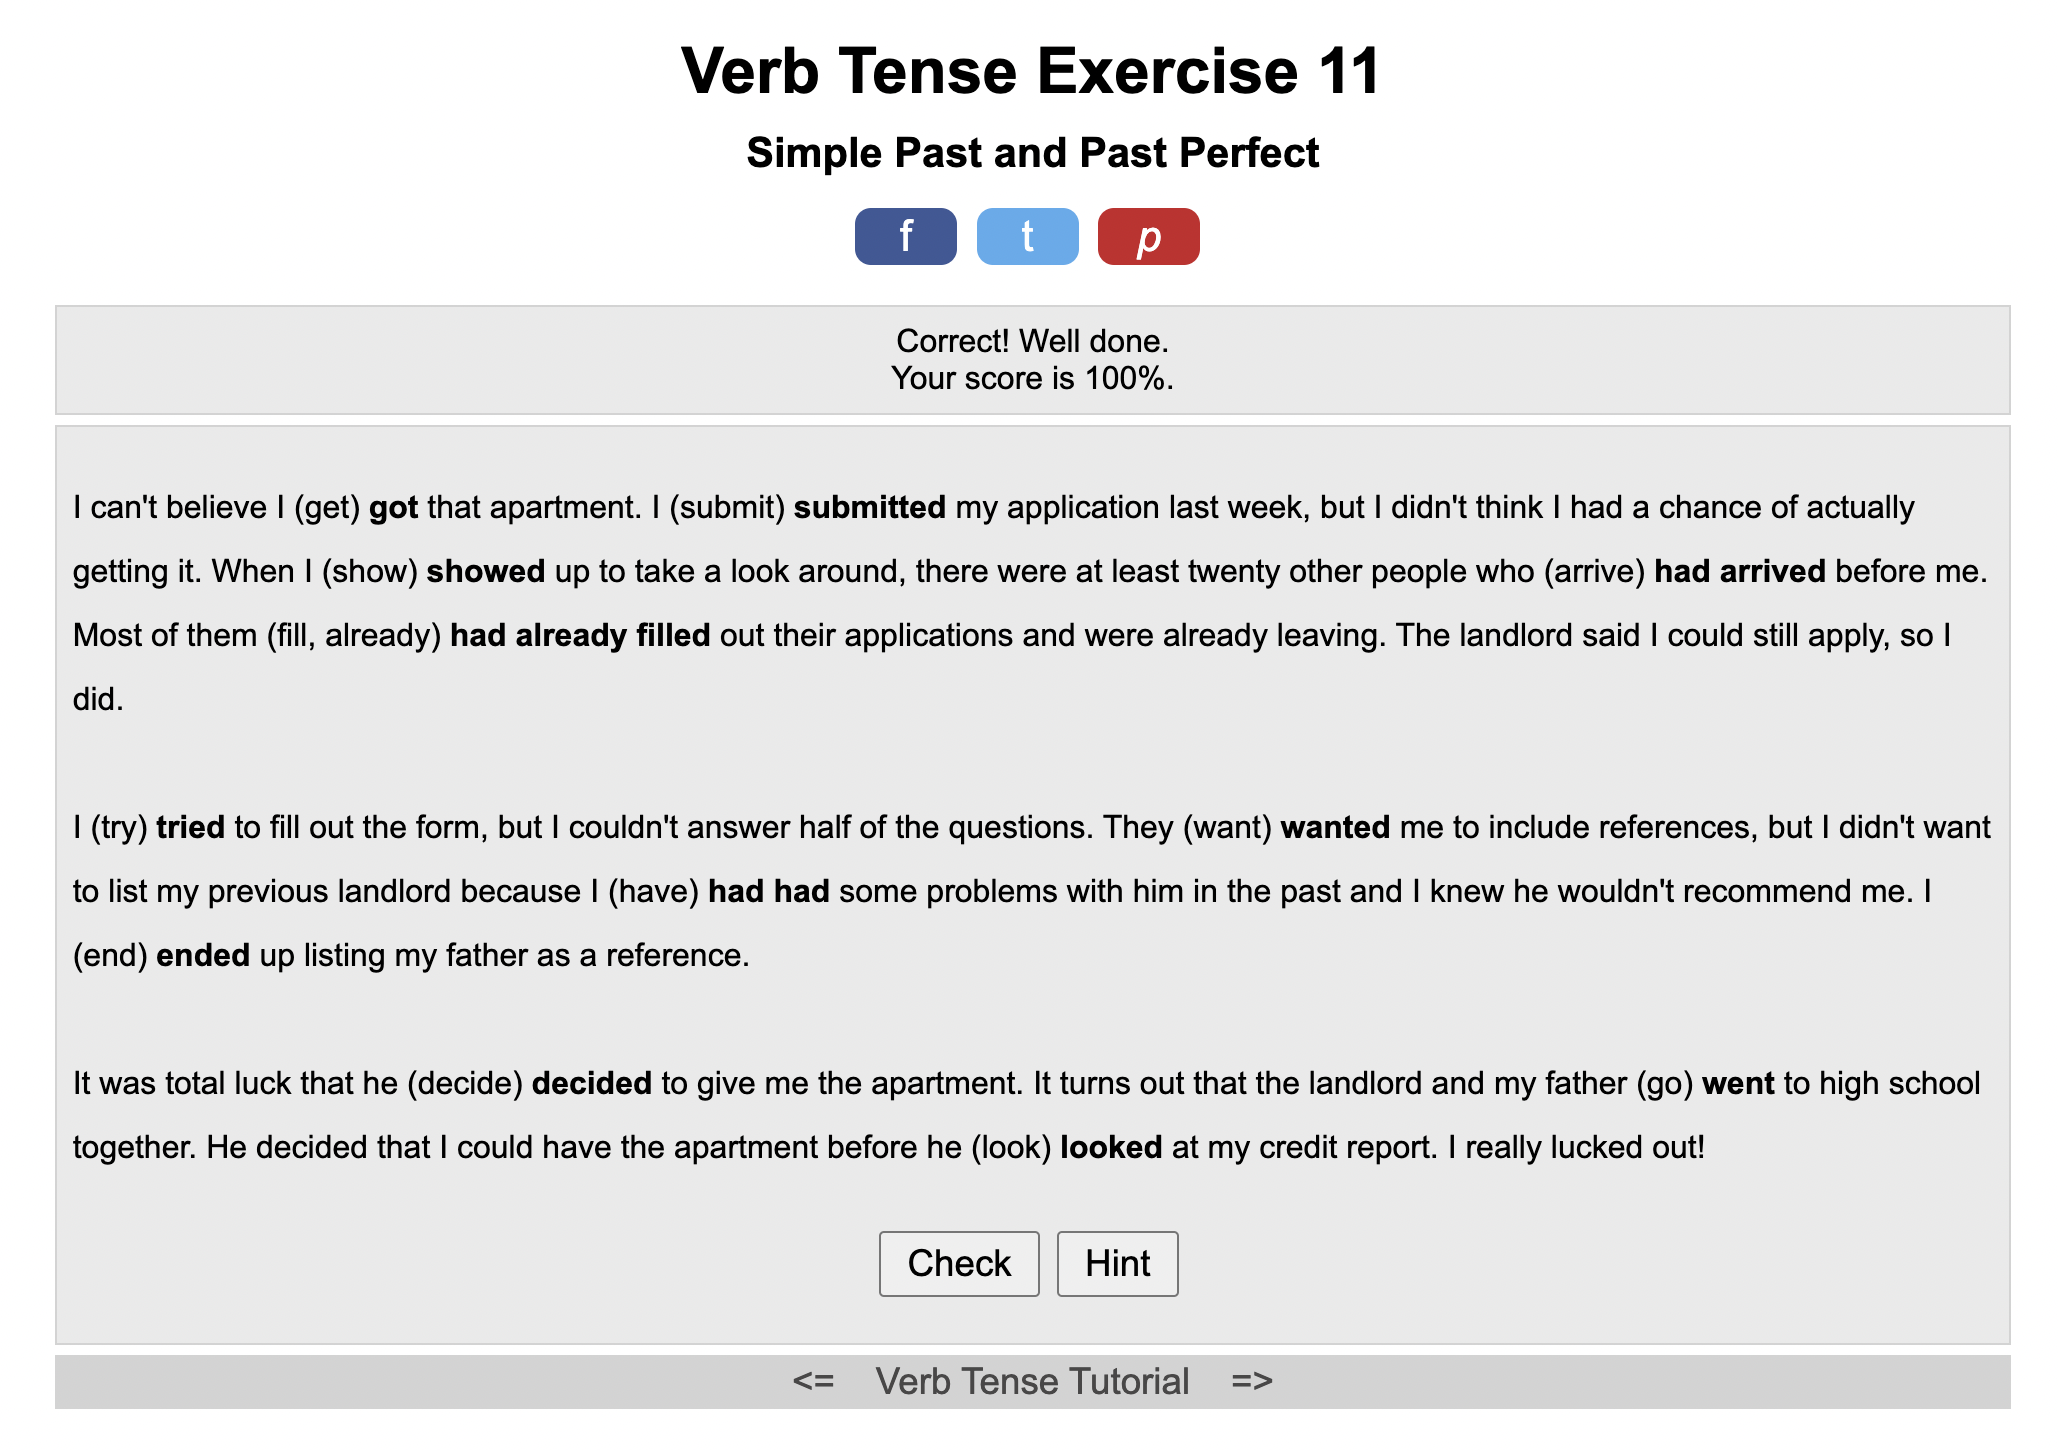 Verb Tense Exercise 11
Simple Past and Past Perfect
f t p
Correct! Well done.
Your score is 100%.
I can't believe I (get) got that apartment. I (submit) submitted my application last week, but I didn't think I had a chance of actually
getting it. When I (show) showed up to take a look around, there were at least twenty other people who (arrive) had arrived before me.
Most of them (fill, already) had already filled out their applications and were already leaving. The landlord said I could still apply, so I
did.
I (try) tried to fill out the form, but I couldn't answer half of the questions. They (want) wanted me to include references, but I didn't want
to list my previous landlord because I (have) had had some problems with him in the past and I knew he wouldn't recommend me. I
(end) ended up listing my father as a reference.
It was total luck that he (decide) decided to give me the apartment. It turns out that the landlord and my father (go) went to high school
together. He decided that I could have the apartment before he (look) looked at my credit report. I really lucked out!
Check Hint
<= Verb Tense Tutorial =>